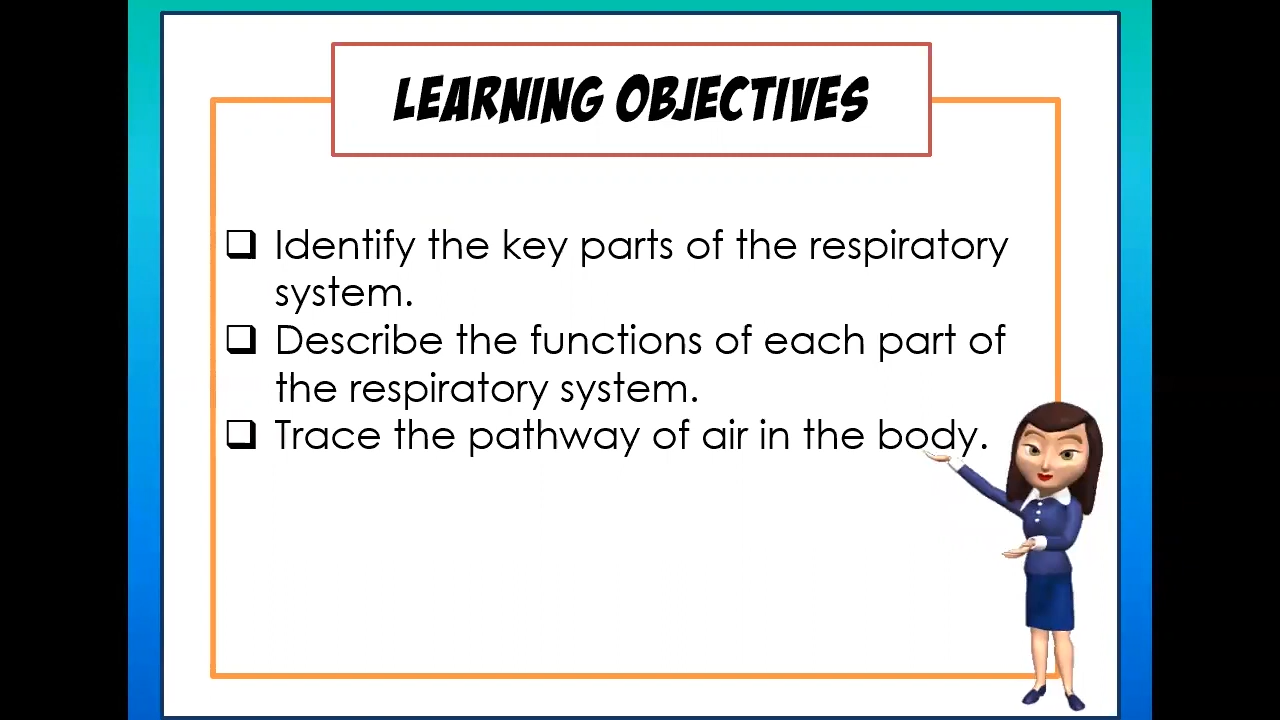 LEARNING OBJECTIVES
❑ Identify the key parts of the respiratory
system.
❑ Describe the functions of each part of
the respiratory system.
❑ Trace the pathway of air in the body.